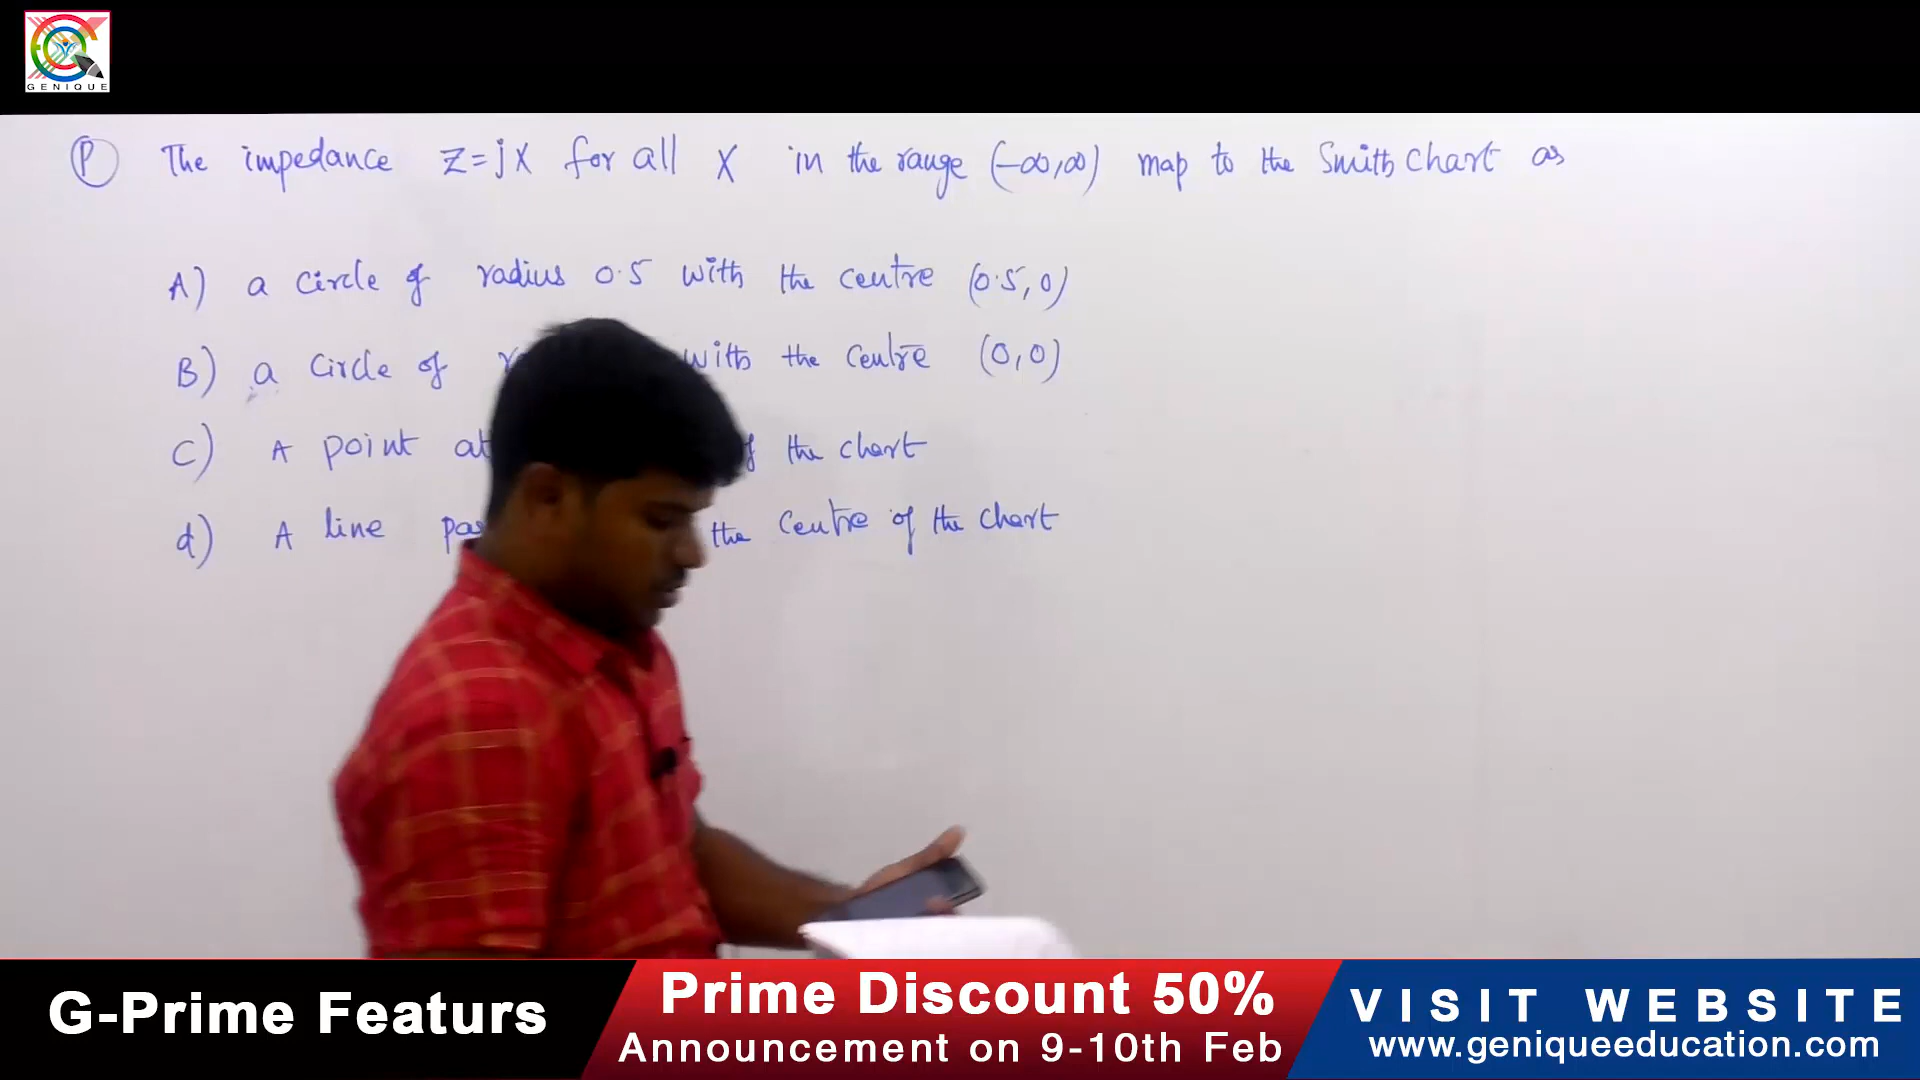 GENIQUE
P The impedance Z=jX for all X in the range (-∞,∞) map to the Smith Chart as
A) a circle of radius 0.5 with the centre (0.5,0)
B) a circle of with the centre (0,0)
C) A point at the chart
d) A line the centre of the chart
G-Prime Featurs
Prime Discount 50%
Announcement on 9-10th Feb
VISIT WEBSITE
www.geniqueeducation.com